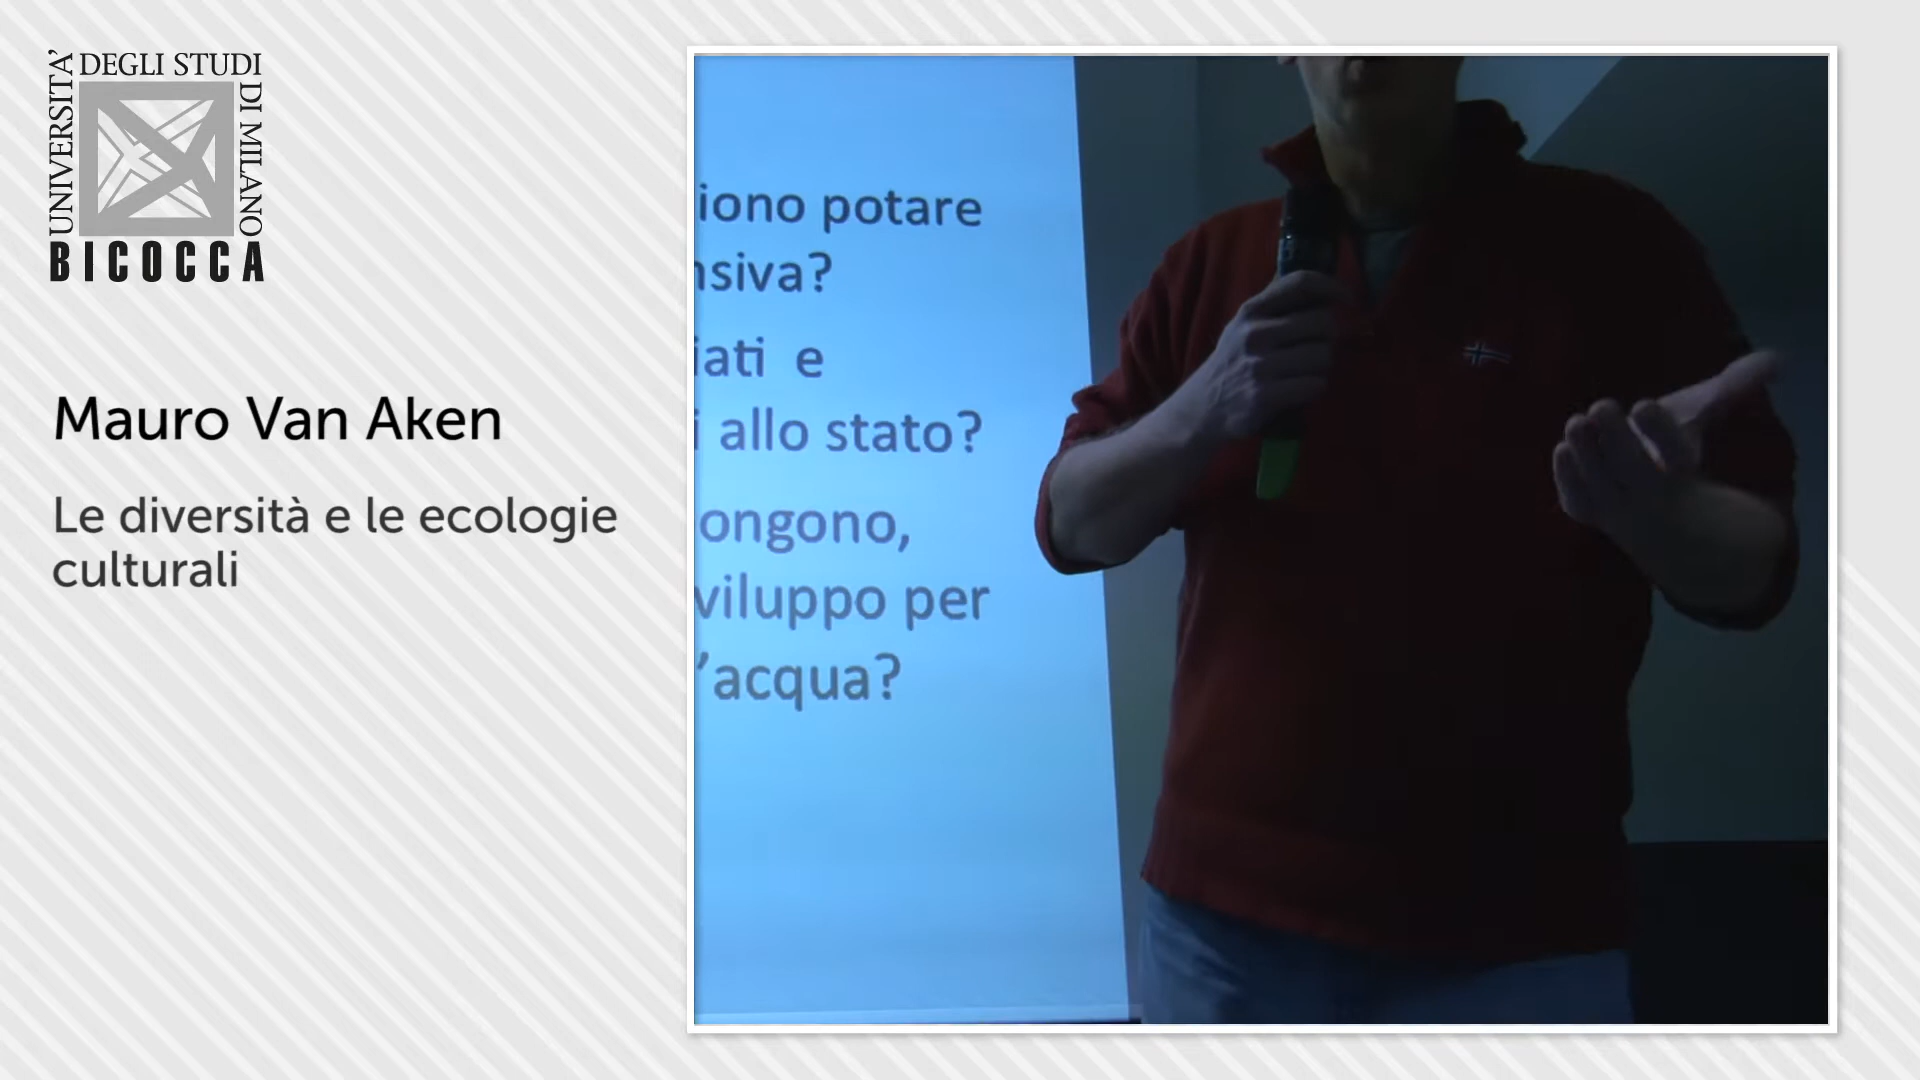 UNIVERSITA'
DEGLI STUDI
DI MILANO
BICOCCA
Mauro Van Aken
Le diversità e le ecologie
culturali
iono potare
nsiva?
iati e
i allo stato?
ongono,
viluppo per
’acqua?